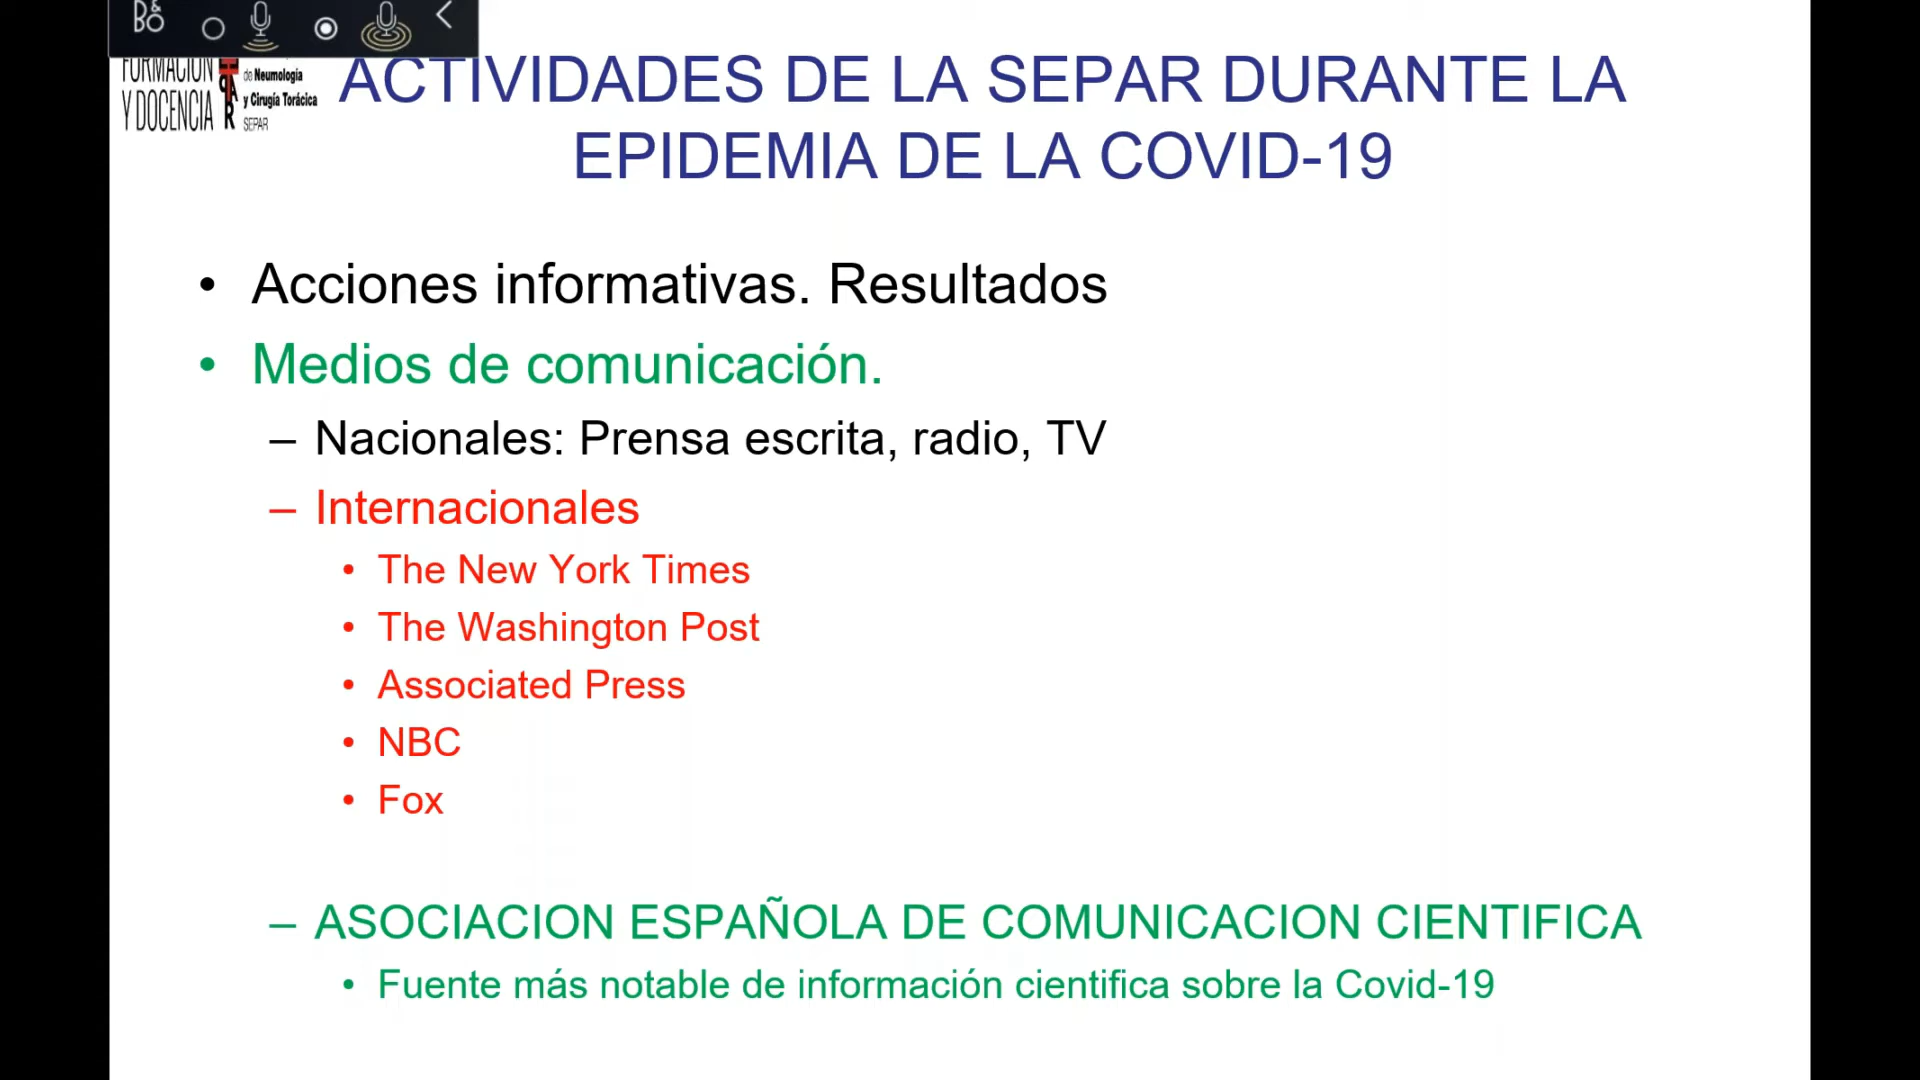 B&O
FORMACIÓN
Y DOCENCIA
de Neumología
y Cirugía Torácica
SEPAR
ACTIVIDADES DE LA SEPAR DURANTE LA
EPIDEMIA DE LA COVID-19
• Acciones informativas. Resultados
• Medios de comunicación.
– Nacionales: Prensa escrita, radio, TV
– Internacionales
• The New York Times
• The Washington Post
• Associated Press
• NBC
• Fox
– ASOCIACION ESPAÑOLA DE COMUNICACION CIENTIFICA
• Fuente más notable de información cientifica sobre la Covid-19